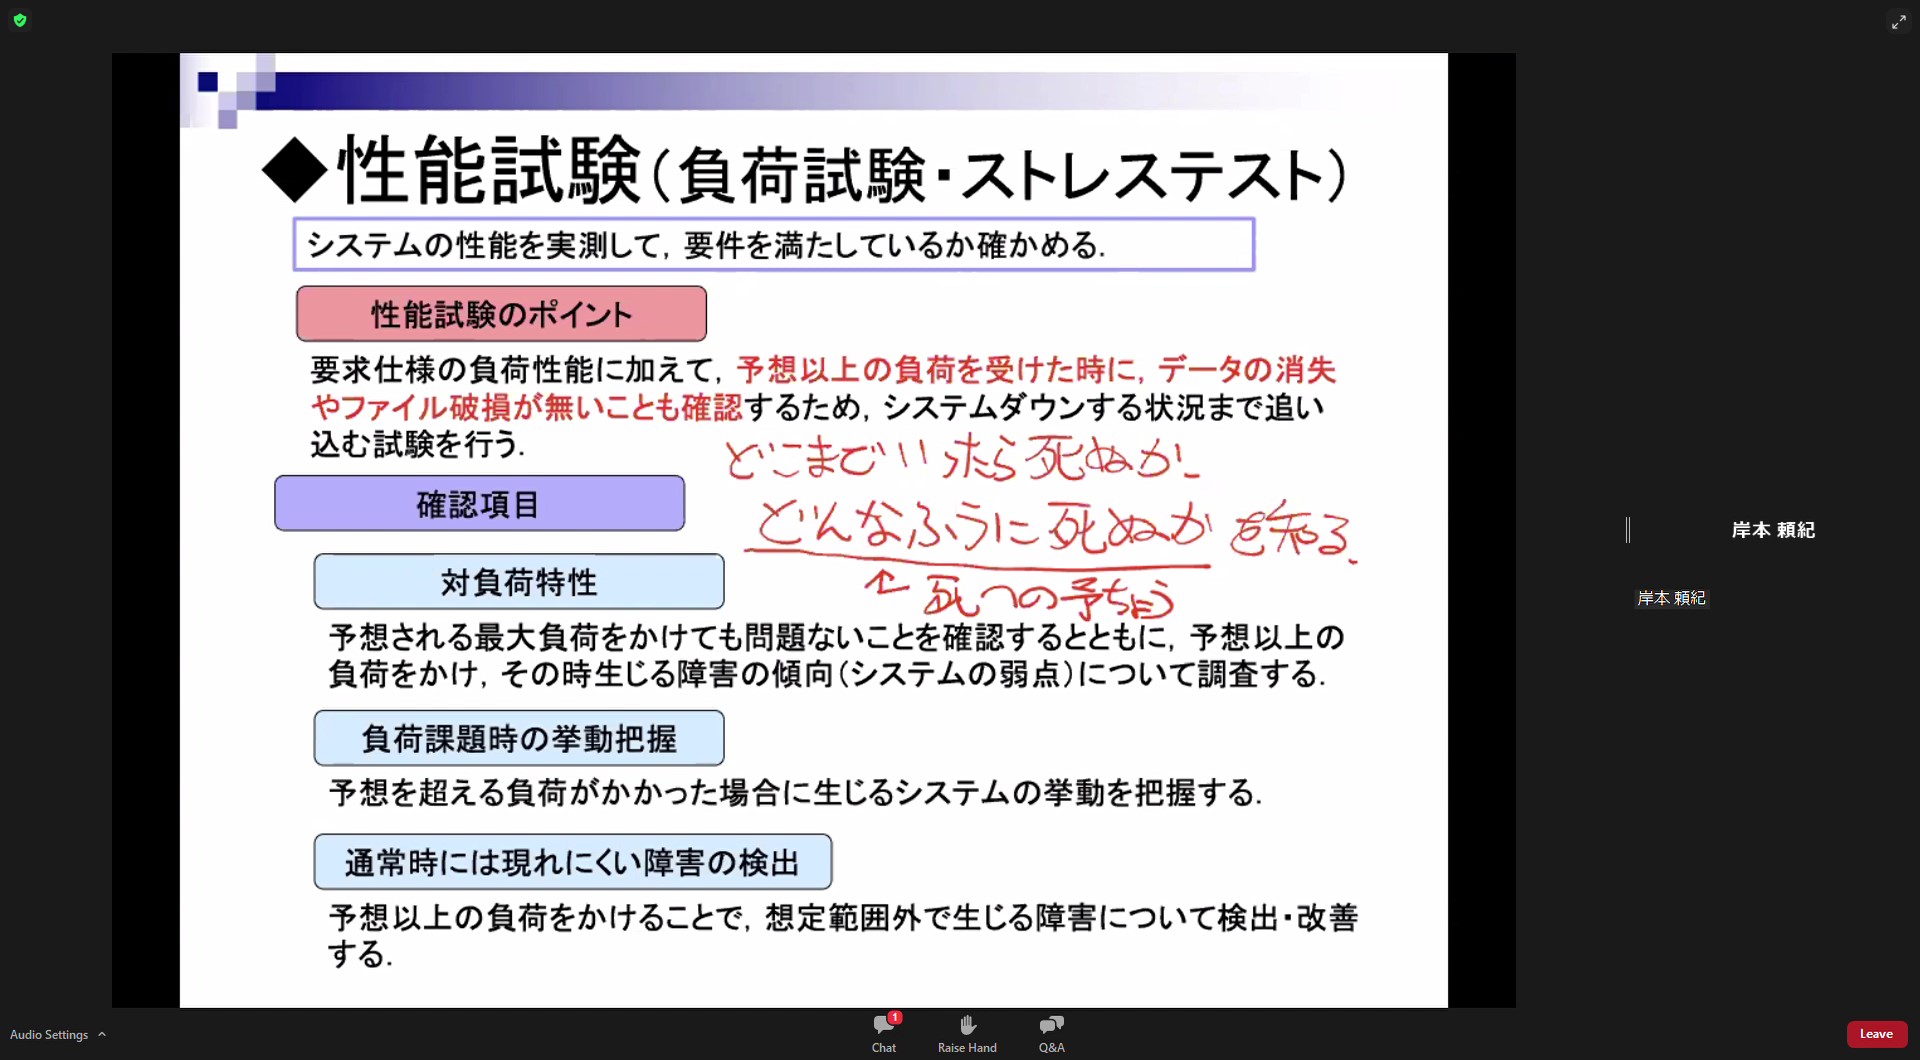 ◆性能試験(負荷試験・ストレステスト)
システムの性能を実測して,要件を満たしているか確かめる.
性能試験のポイント
要求仕様の負荷性能に加えて,予想以上の負荷を受けた時に,データの消失
やファイル破損が無いことも確認するため,システムダウンする状況まで追い
込む試験を行う.
どこまでいったら死ぬか.
どんなふうに死ぬかを知る.
↑死への予ちょう
確認項目
対負荷特性
予想される最大負荷をかけても問題ないことを確認するとともに,予想以上の
負荷をかけ,その時生じる障害の傾向(システムの弱点)について調査する.
負荷課題時の挙動把握
予想を超える負荷がかかった場合に生じるシステムの挙動を把握する.
通常時には現れにくい障害の検出
予想以上の負荷をかけることで,想定範囲外で生じる障害について検出・改善
する.
岸本 頼紀
岸本 頼紀
Audio Settings
1
Chat
Raise Hand
Q&A
Leave